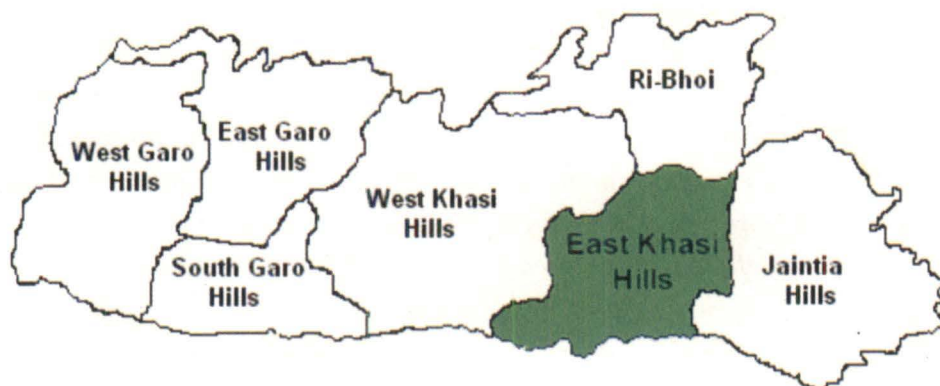 Ri-Bhoi
East Garo
Hills
West Garo
Hills
West Khasi
Hills
East Khasi
Hills
South Garo
Hills
Jaintia
Hills